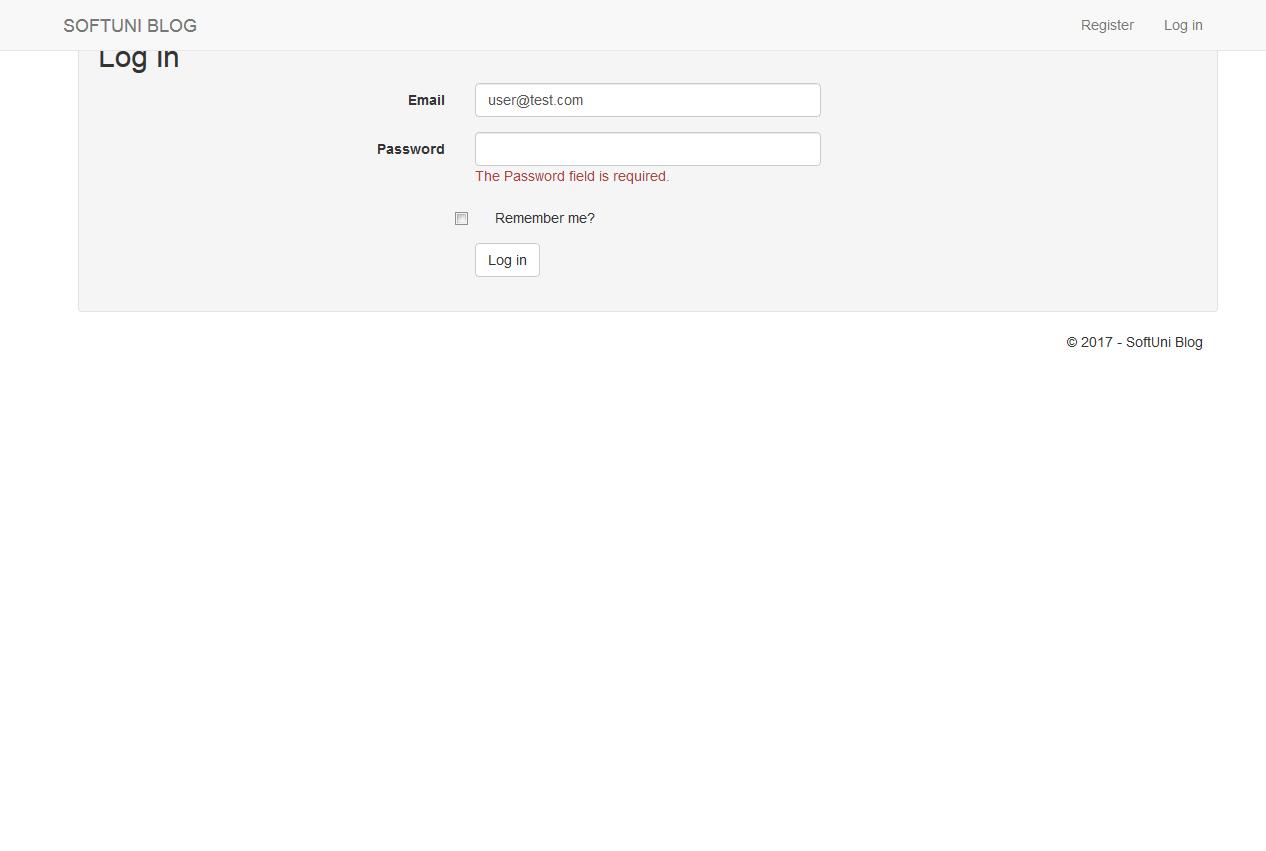 SOFTUNI BLOG
Register
Log in
Log in
Email
user@test.com
Password
The Password field is required.
Remember me?
Log in
© 2017 - SoftUni Blog